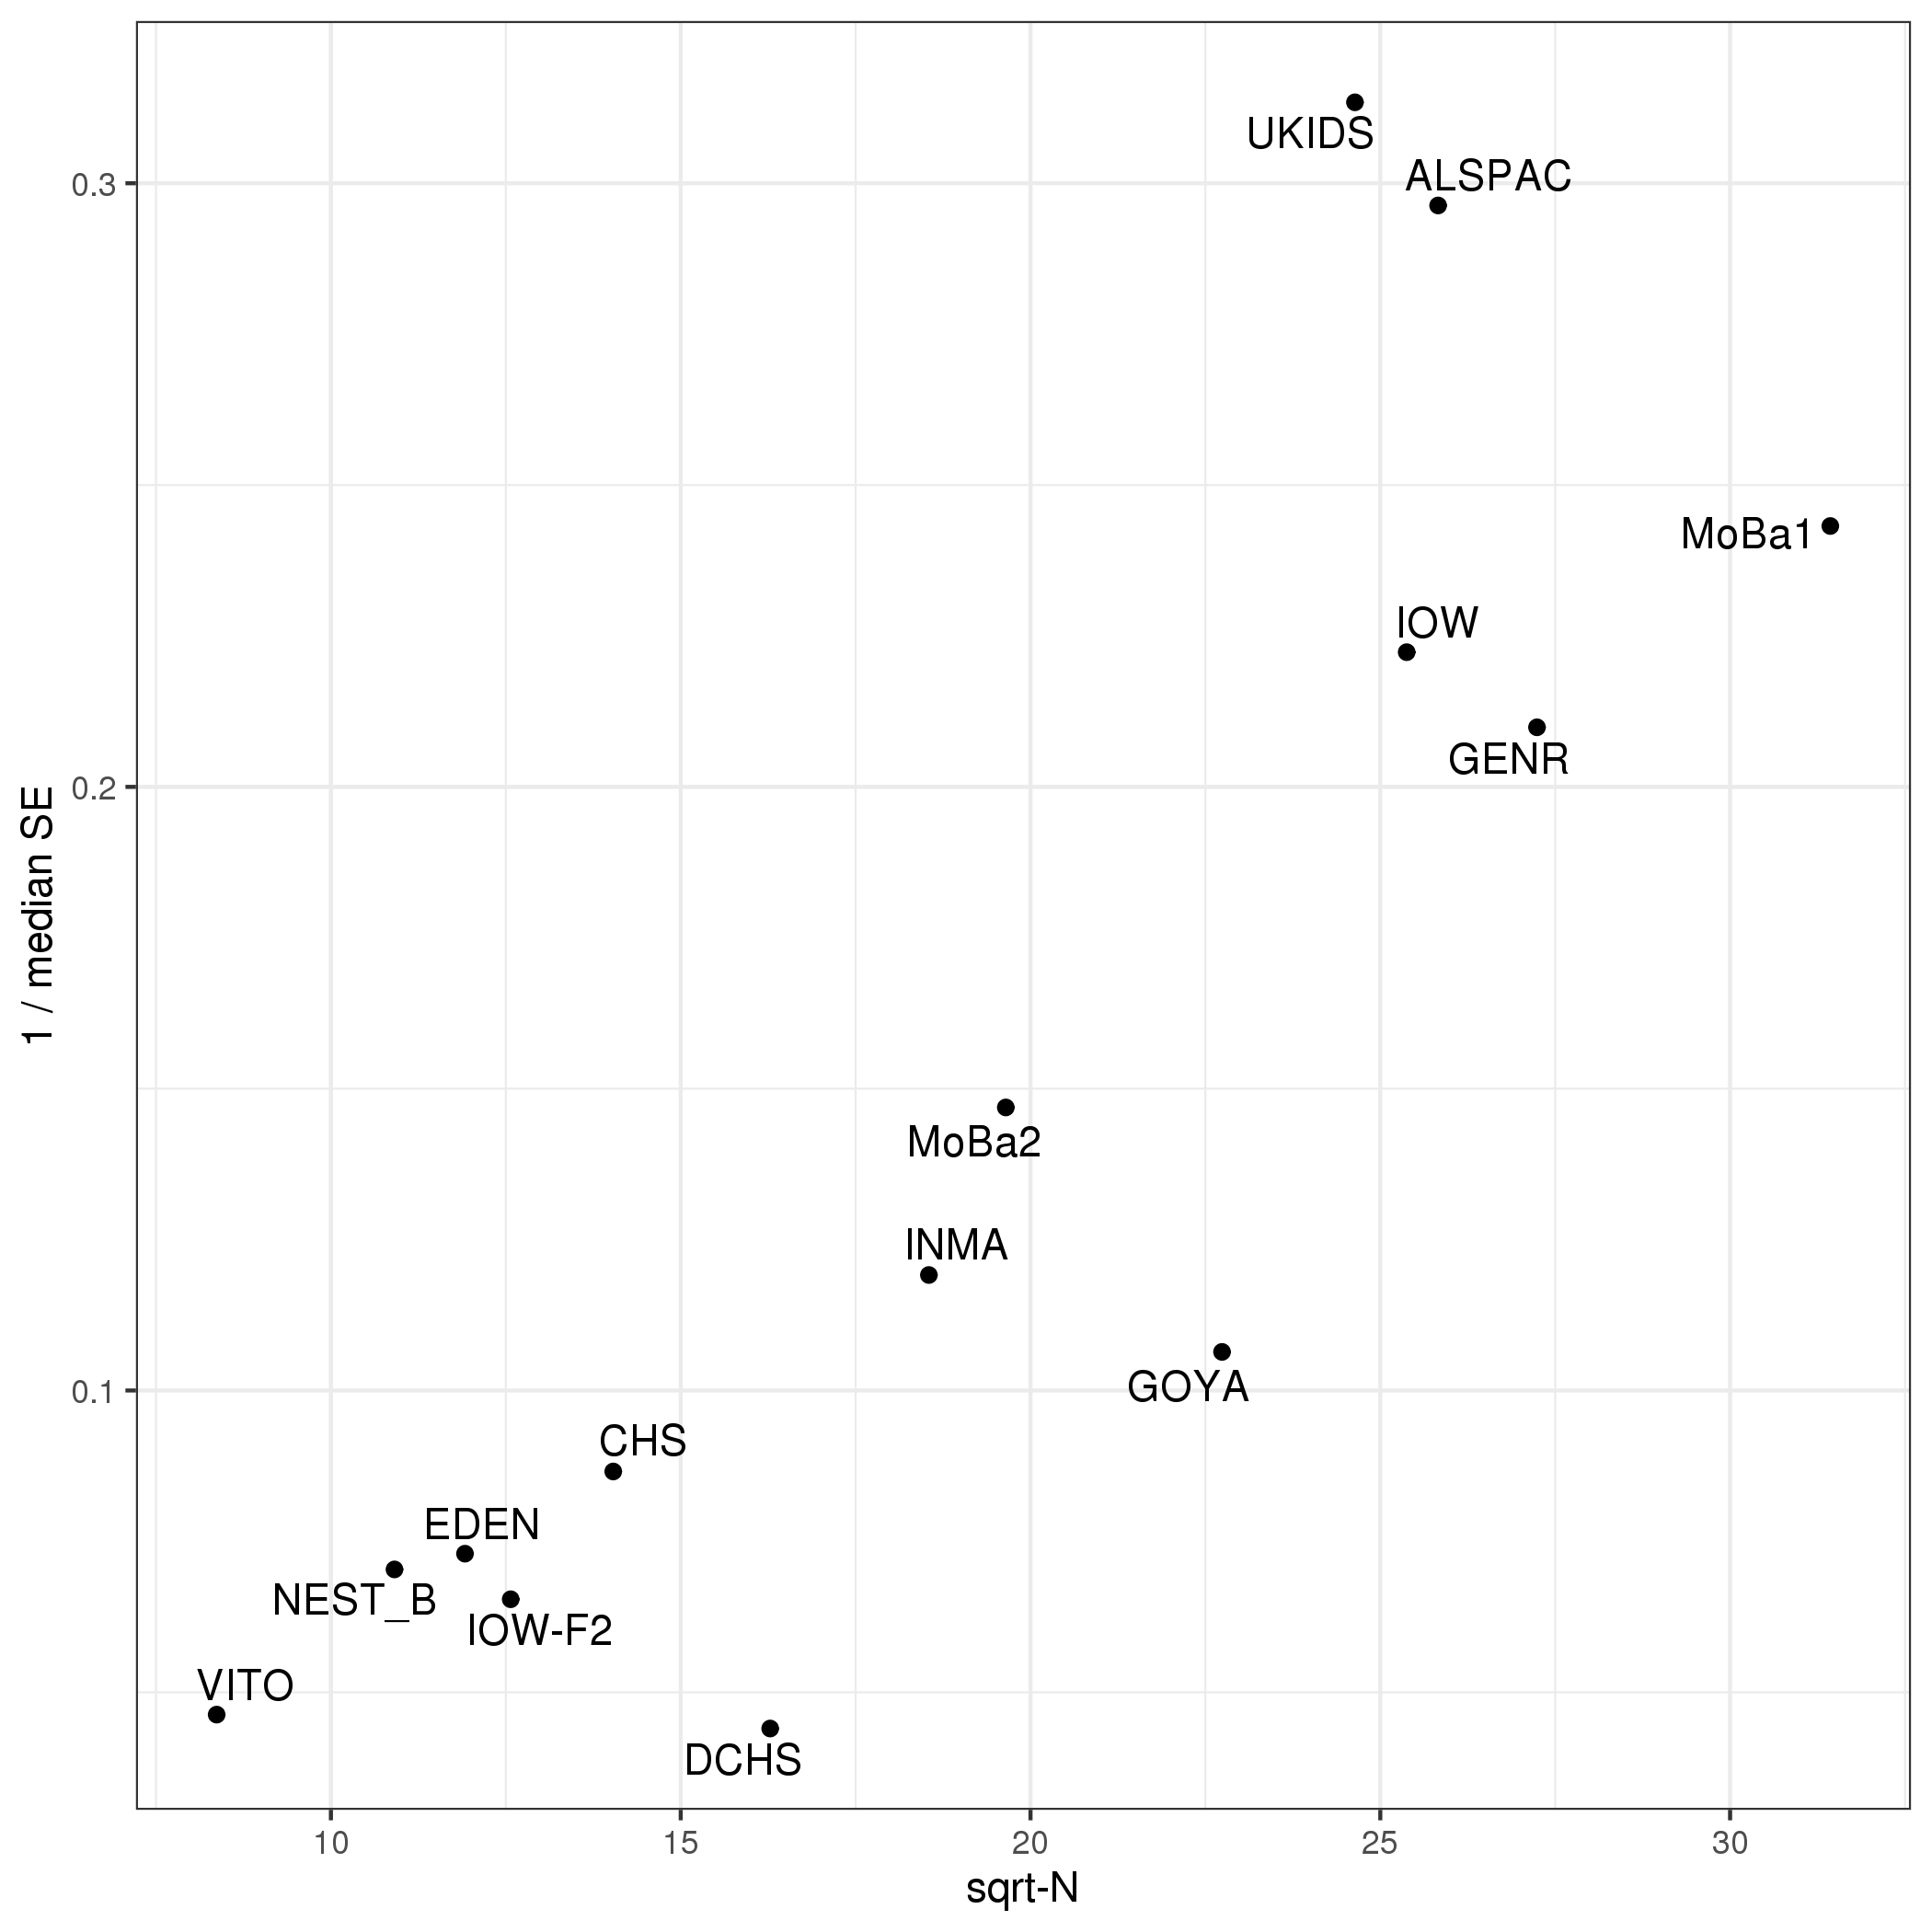 UKIDS
ALSPAC
0.3
MoBa1
IOW
GENR
0.2
1 / median SE
MoBa2
INMA
GOYA
0.1
CHS
EDEN
NEST_B
IOW-F2
VITO
DCHS
10 15 20 25 30
sqrt-N